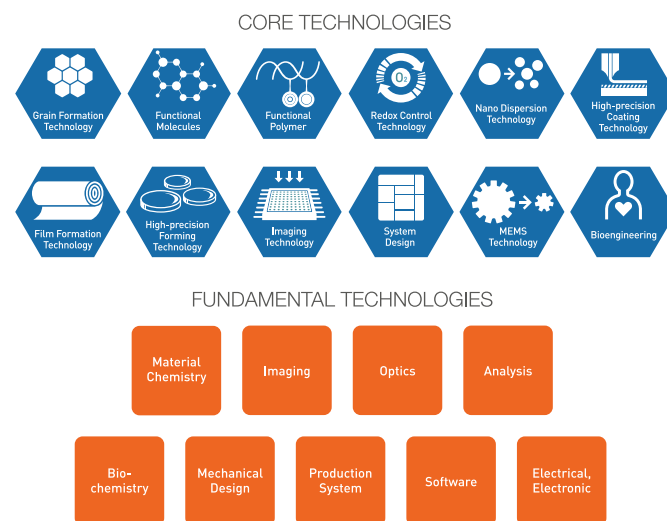 CORE TECHNOLOGIES
Grain Formation
Technology
Functional
Molecules
Functional
Polymer
O₂
Redox Control
Technology
Nano Dispersion
Technology
High-precision
Coating
Technology
Film Formation
Technology
High-precision
Forming
Technology
Imaging
Technology
System
Design
MEMS
Technology
Bioengineering
FUNDAMENTAL TECHNOLOGIES
Material
Chemistry
Imaging
Optics
Analysis
Bio-
chemistry
Mechanical
Design
Production
System
Software
Electrical,
Electronic